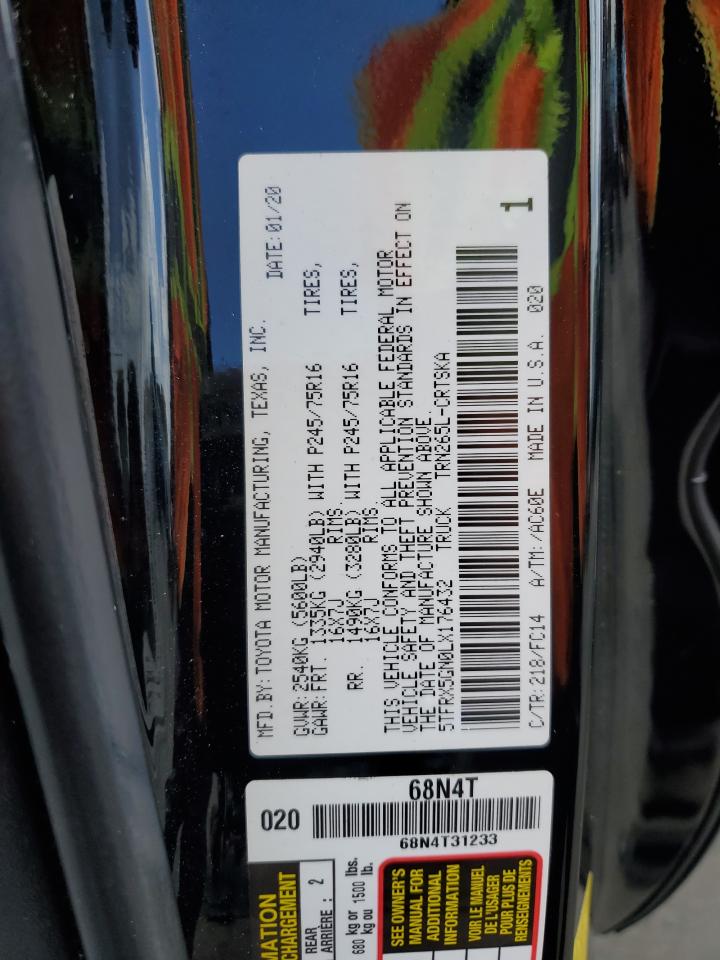 MFD.BY:TOYOTA MOTOR MANUFACTURING, TEXAS, INC.
DATE:01/20
GVWR:2540KG (5600LB)
GAWR:FRT. 1335KG (2940LB) WITH P245/75R16 TIRES,
16X7J RIMS.
RR. 1490KG (3280LB) WITH P245/75R16 TIRES,
16X7J RIMS.
THIS VEHICLE CONFORMS TO ALL APPLICABLE FEDERAL MOTOR
VEHICLE SAFETY AND THEFT PREVENTION STANDARDS IN EFFECT ON
THE DATE OF MANUFACTURE SHOWN ABOVE.
5TFRX5GN0LX176432 TRUCK TRN265L-CRTSKA
C/TR:218/FC14 A/TM:/AC60E MADE IN U.S.A. 020
1
68N4T
020
68N4T31233
MATION
CHARGEMENT
REAR
ARRIÈRE : 2
680 kg or 1500 lbs.
kg ou lb.
SEE OWNER'S
MANUAL FOR
ADDITIONAL
INFORMATION
VOIR LE MANUEL
DE L'USAGER
POUR PLUS DE
RENSEIGNEMENTS